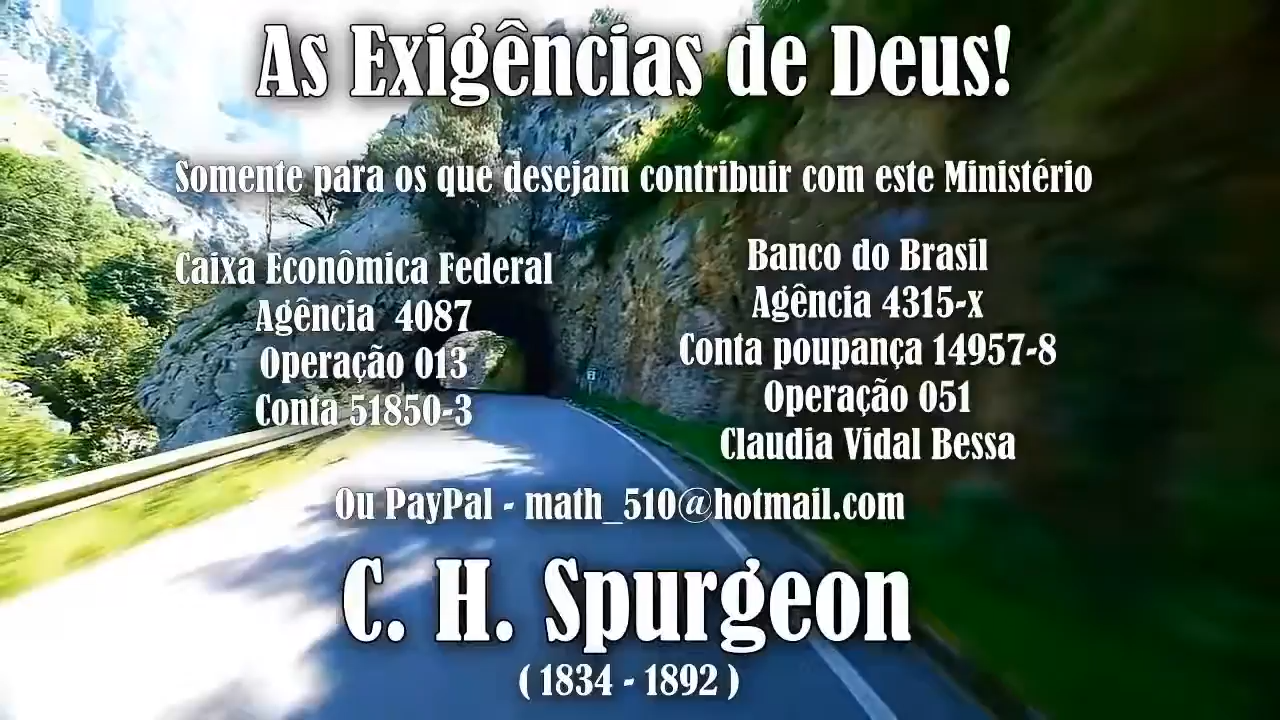 As Exigências de Deus!
Somente para os que desejam contribuir com este Ministério
Caixa Econômica Federal
Agência 4087
Operação 013
Conta 51850-3
Banco do Brasil
Agência 4315-x
Conta poupança 14957-8
Operação 051
Claudia Vidal Bessa
Ou PayPal - math_510@hotmail.com
C. H. Spurgeon
( 1834 - 1892 )